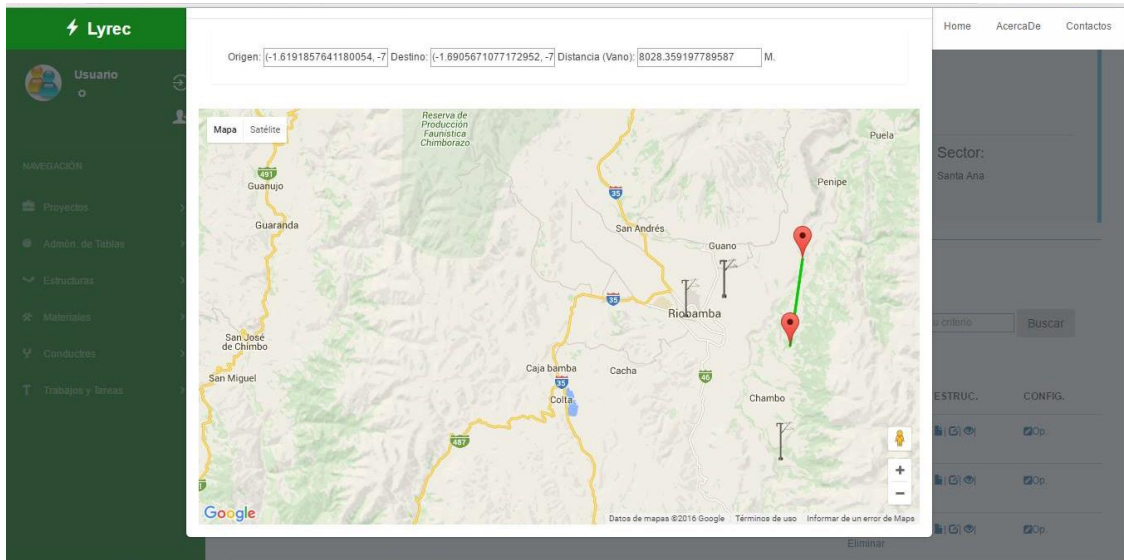 Lyrec
Home AcercaDe Contactos
Usuario
NAVEGACIÓN
Proyectos
Admón. de Tablas
Estructuras
Materiales
Conductres
Trabajos y Tareas
Origen: (-1.6191857641180054, -7 Destino: (-1.6905671077172952, -7 Distancia (Vano): 8028.359197789587 M.
Mapa Satélite
Reserva de
Producción
Faunística
Chimborazo
Puela
491
Guanujo
Penipe
35
Guaranda
San Andrés
Guano
35
Riobamba
San José
de Chimbo
San Miguel
Caja bamba
Cacha
35
46
Colta
Chambo
487
Google
Datos de mapas ©2016 Google Términos de uso Informar de un error de Maps
Sector:
Santa Ana
criterio Buscar
ESTRUC. CONFIG.
Op.
Op.
Op.
Eliminar